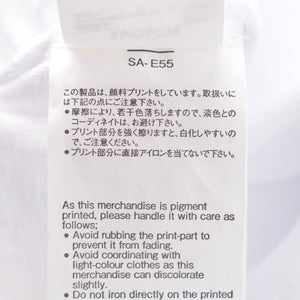 SA- E55
この製品は、顔料プリントをしています。取扱いに
は下記の点にご注意下さい。
●摩擦により、若干色落ちしますので、淡色との
コーディネイトは、お避け下さい。
●プリント部分を強く擦りますと、白化しやすいの
で、ご注意下さい。
●プリント部分に直接アイロンを当てないで下さい。
As this merchandise is pigment
printed, please handle it with care as
follows;
● Avoid rubbing the print-part to
prevent it from fading.
● Avoid coordinating with
light-colour clothes as this
merchandise can discolorate
slightly.
● Do not iron directly on the printed